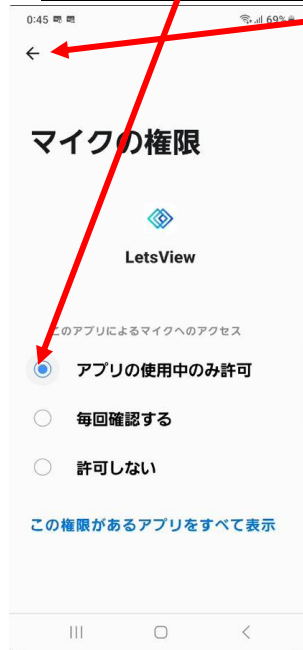 0:45
69%
マイクの権限
LetsView
このアプリによるマイクへのアクセス
アプリの使用中のみ許可
毎回確認する
許可しない
この権限があるアプリをすべて表示